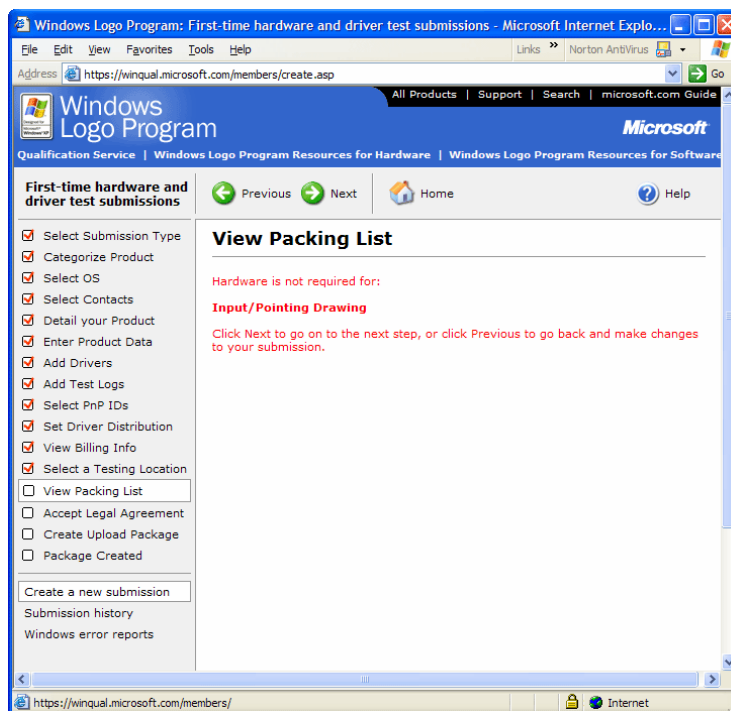 Windows Logo Program: First-time hardware and driver test submissions - Microsoft Internet Explo...
File Edit View Favorites Tools Help Links » Norton AntiVirus
Address https://winqual.microsoft.com/members/create.asp Go
All Products | Support | Search | microsoft.com Guide
Windows
Logo Program
Microsoft
Qualification Service | Windows Logo Program Resources for Hardware | Windows Logo Program Resources for Software
First-time hardware and
driver test submissions
Previous Next Home Help
Select Submission Type
Categorize Product
Select OS
Select Contacts
Detail your Product
Enter Product Data
Add Drivers
Add Test Logs
Select PnP IDs
Set Driver Distribution
View Billing Info
Select a Testing Location
View Packing List
Accept Legal Agreement
Create Upload Package
Package Created
Create a new submission
Submission history
Windows error reports
View Packing List
Hardware is not required for:
Input/Pointing Drawing
Click Next to go on to the next step, or click Previous to go back and make changes
to your submission.
https://winqual.microsoft.com/members/ Internet